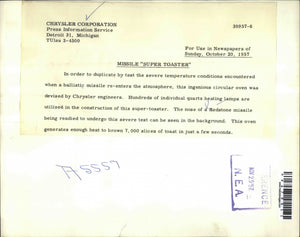 CHRYSLER CORPORATION 30957-6
Press Information Service
Detroit 31, Michigan
TUlsa 3-4500
For Use in Newspapers of
Sunday, October 20, 1957
MISSILE "SUPER TOASTER"
In order to duplicate by test the severe temperature conditions encountered
when a ballistic missile re-enters the atmosphere, this ingenious circular oven
was devised by Chrysler engineers. Hundreds of individual quartz heating lamps are
utilized in the construction of this super-toaster. The nose of a Redstone missile
being readied to undergo this severe test can be seen in the background. This oven
generates enough heat to brown 7,000 slices of toast in just a few seconds.
N.E.A.